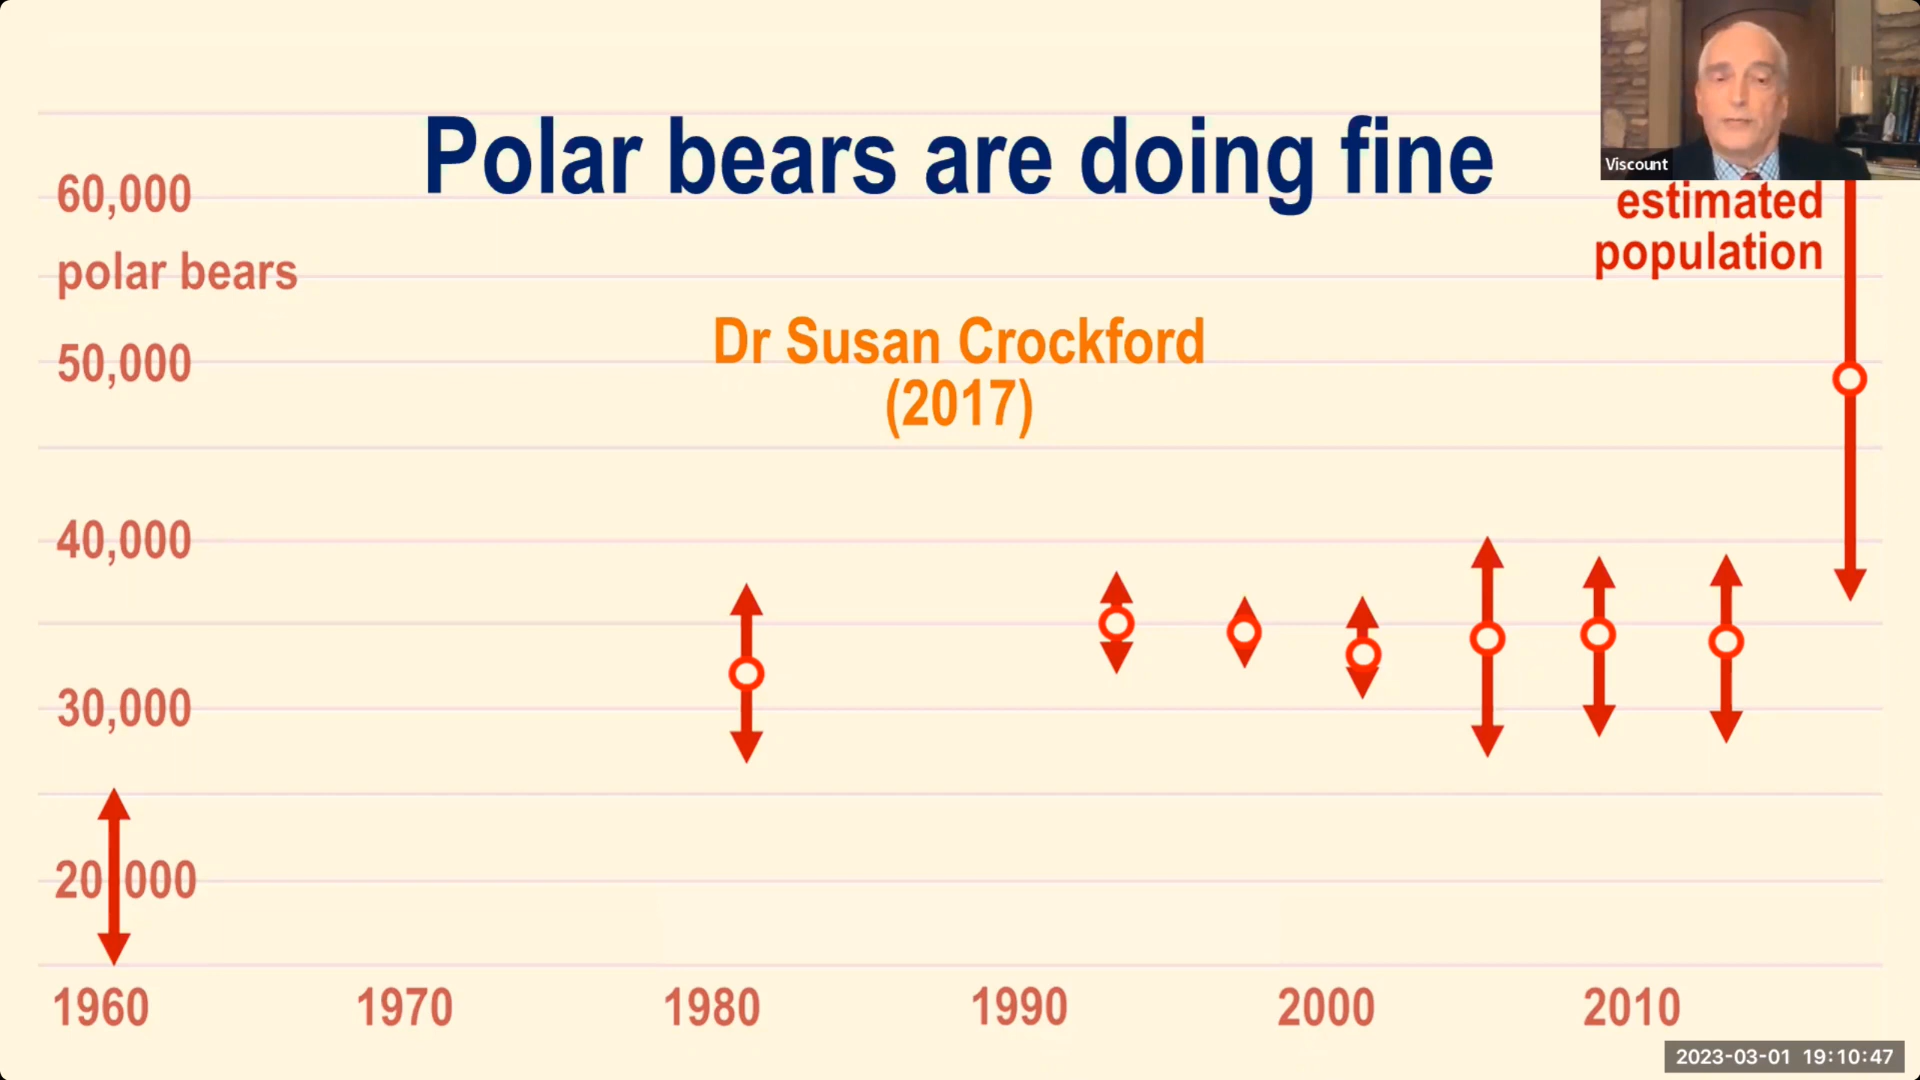 Polar bears are doing fine
Viscount
60,000
estimated
population
polar bears
Dr Susan Crockford
(2017)
50,000
40,000
30,000
20,000
1960
1970
1980
1990
2000
2010
2023-03-01 19:10:47